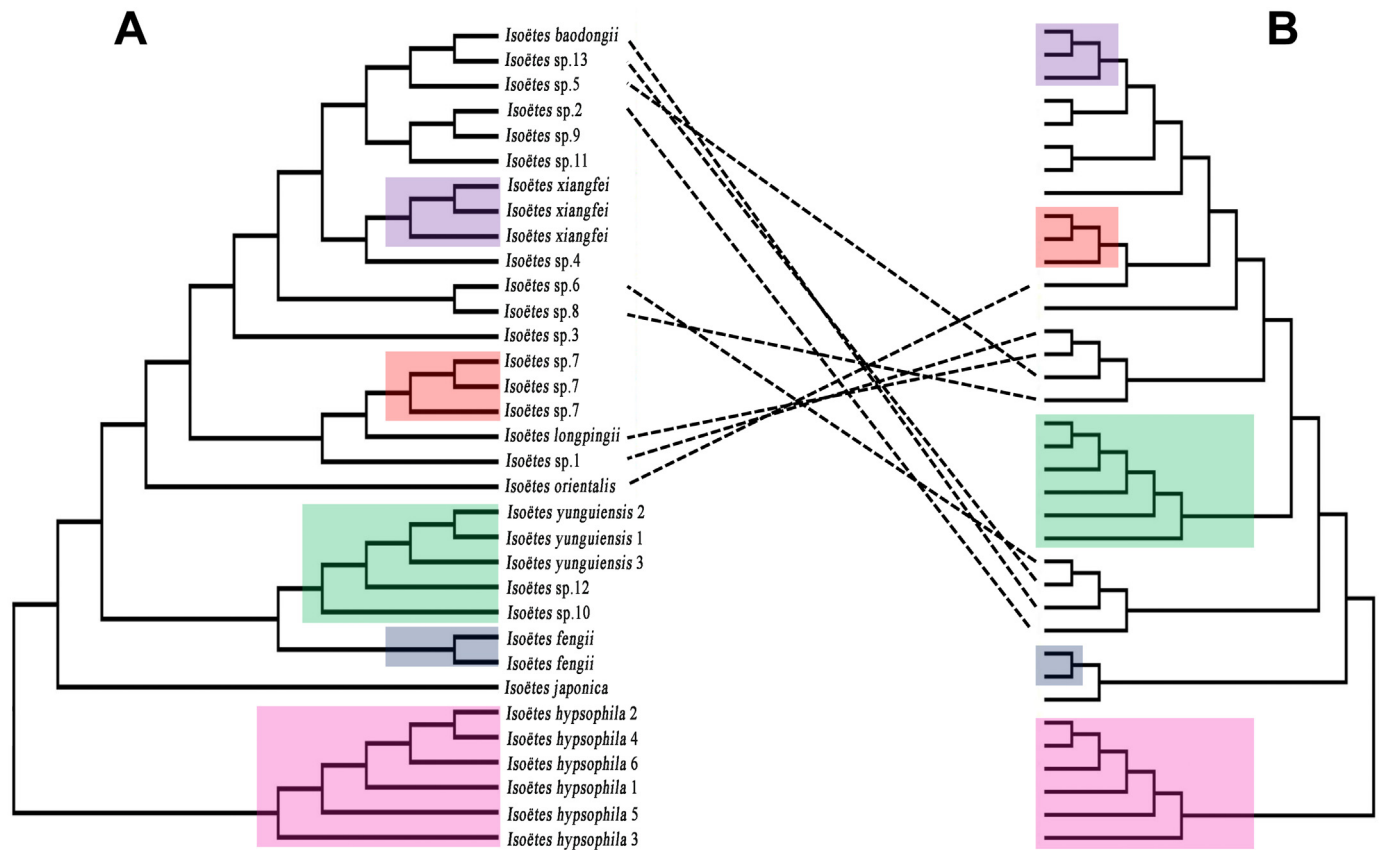 A
B
Isoëtes baodongii
Isoëtes sp.13
Isoëtes sp.5
Isoëtes sp.2
Isoëtes sp.9
Isoëtes sp.11
Isoëtes xiangfei
Isoëtes xiangfei
Isoëtes xiangfei
Isoëtes sp.4
Isoëtes sp.6
Isoëtes sp.8
Isoëtes sp.3
Isoëtes sp.7
Isoëtes sp.7
Isoëtes sp.7
Isoëtes longpingii
Isoëtes sp.1
Isoëtes orientalis
Isoëtes yunguiensis 2
Isoëtes yunguiensis 1
Isoëtes yunguiensis 3
Isoëtes sp.12
Isoëtes sp.10
Isoëtes fengii
Isoëtes fengii
Isoëtes japonica
Isoëtes hypsophila 2
Isoëtes hypsophila 4
Isoëtes hypsophila 6
Isoëtes hypsophila 1
Isoëtes hypsophila 5
Isoëtes hypsophila 3